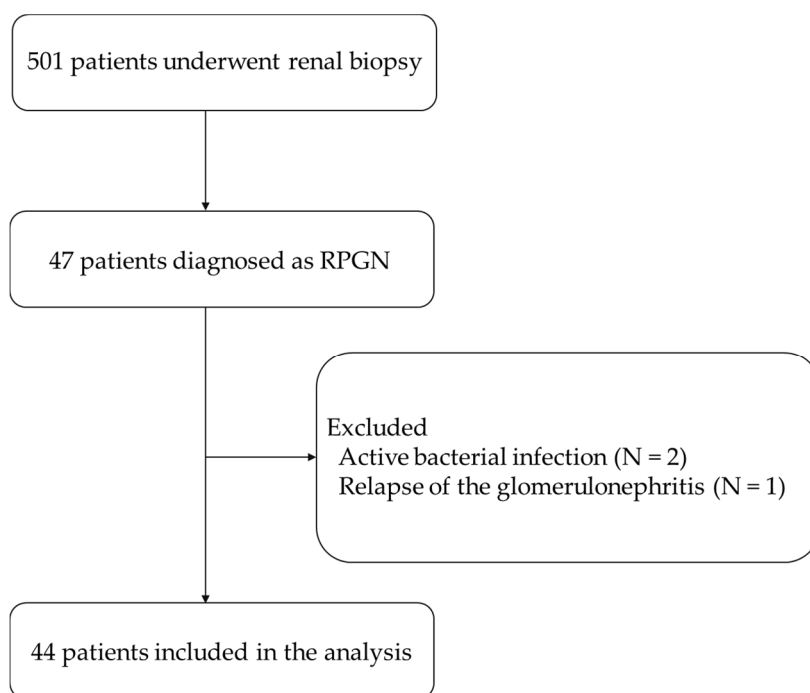 501 patients underwent renal biopsy
47 patients diagnosed as RPGN
Excluded
Active bacterial infection (N = 2)
Relapse of the glomerulonephritis (N = 1)
44 patients included in the analysis